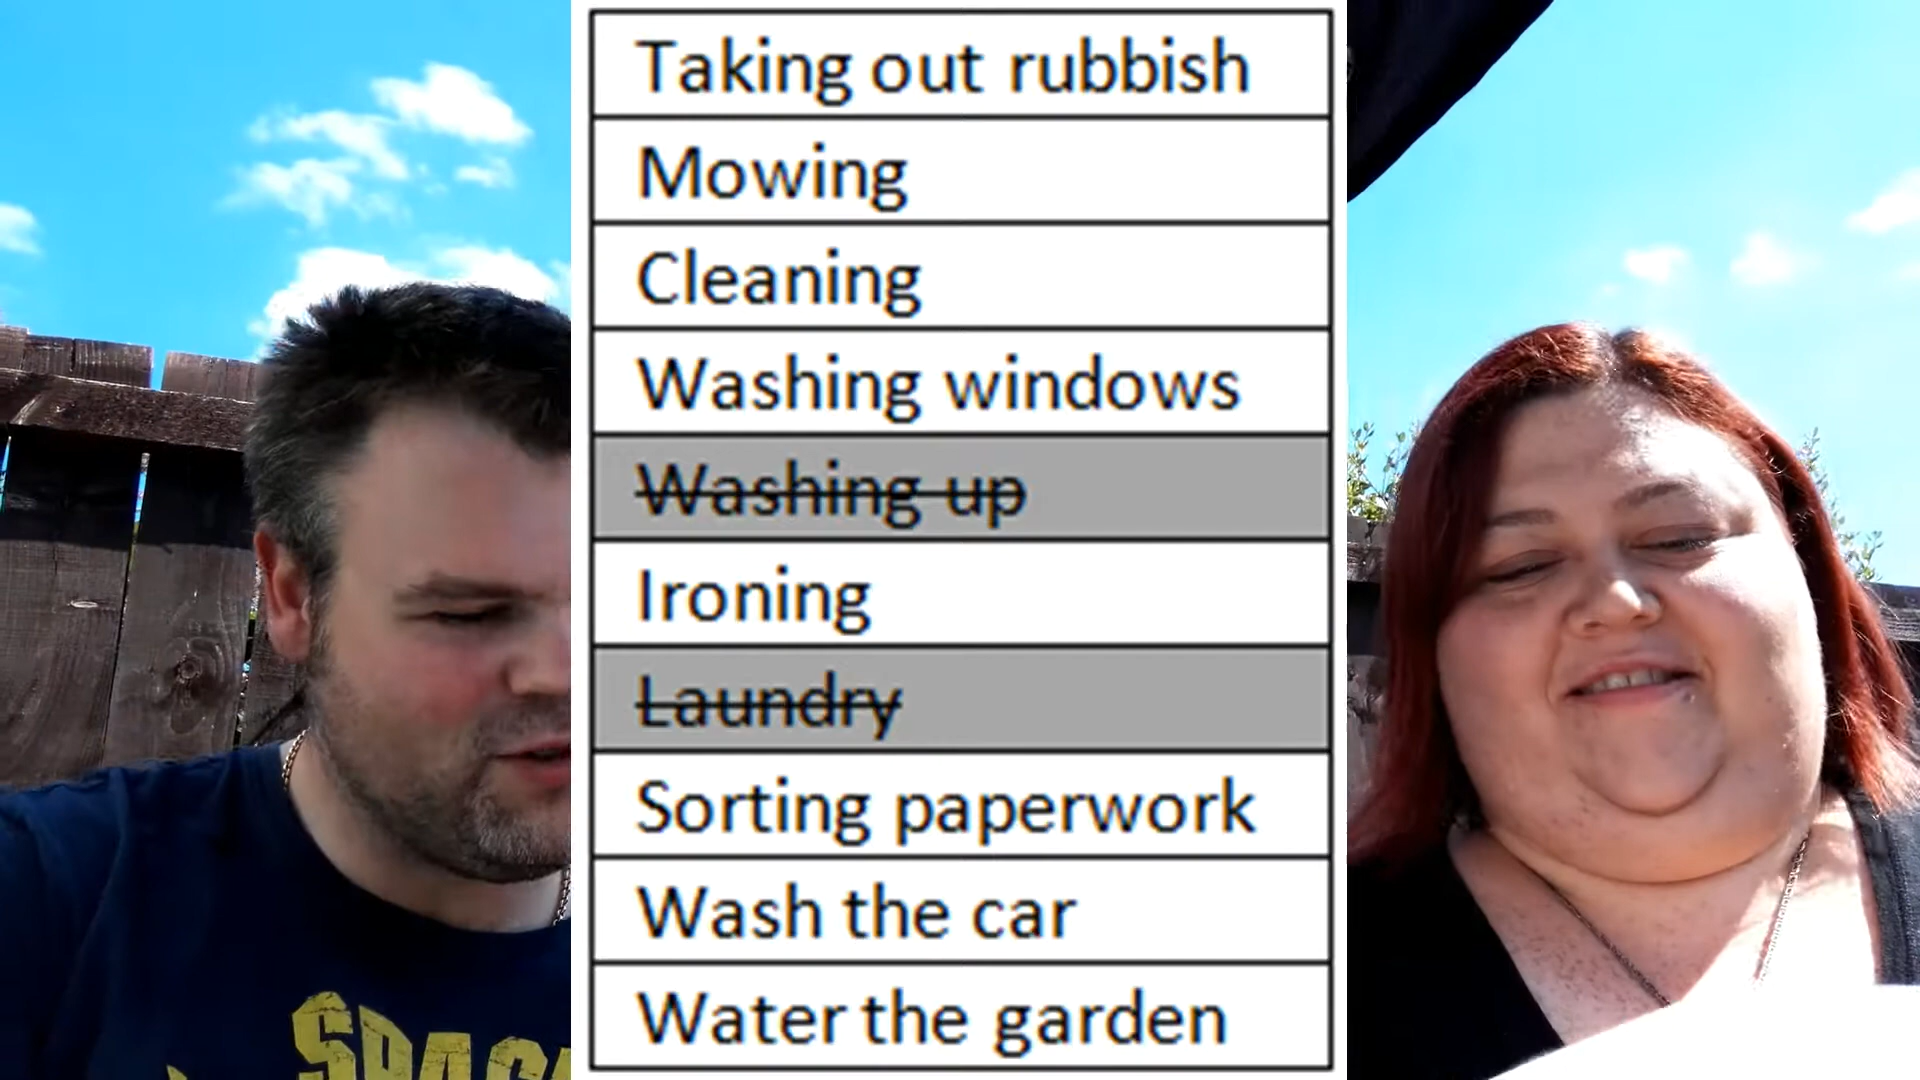 Taking out rubbish
Mowing
Cleaning
Washing windows
Washing up
Ironing
Laundry
Sorting paperwork
Wash the car
Water the garden